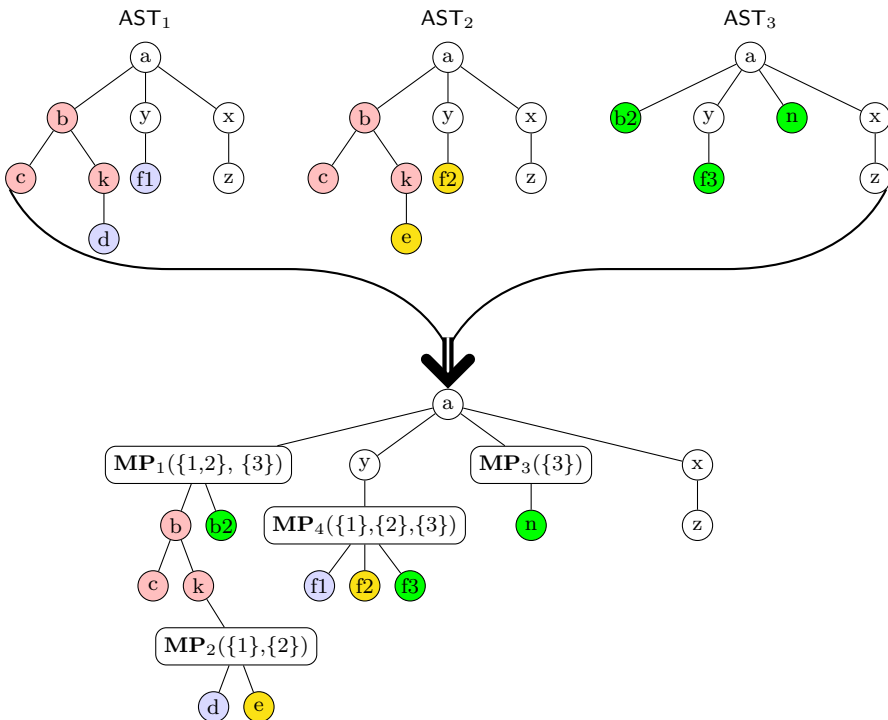 AST₁ AST₂ AST₃
a a a
b y x b y x b2 y n x
c k f1 z c k f2 z f3 z
d e
a
MP₁({1,2}, {3}) y MP₃({3}) x
b b2 MP₄({1},{2},{3}) n z
c k f1 f2 f3
MP₂({1},{2})
d e